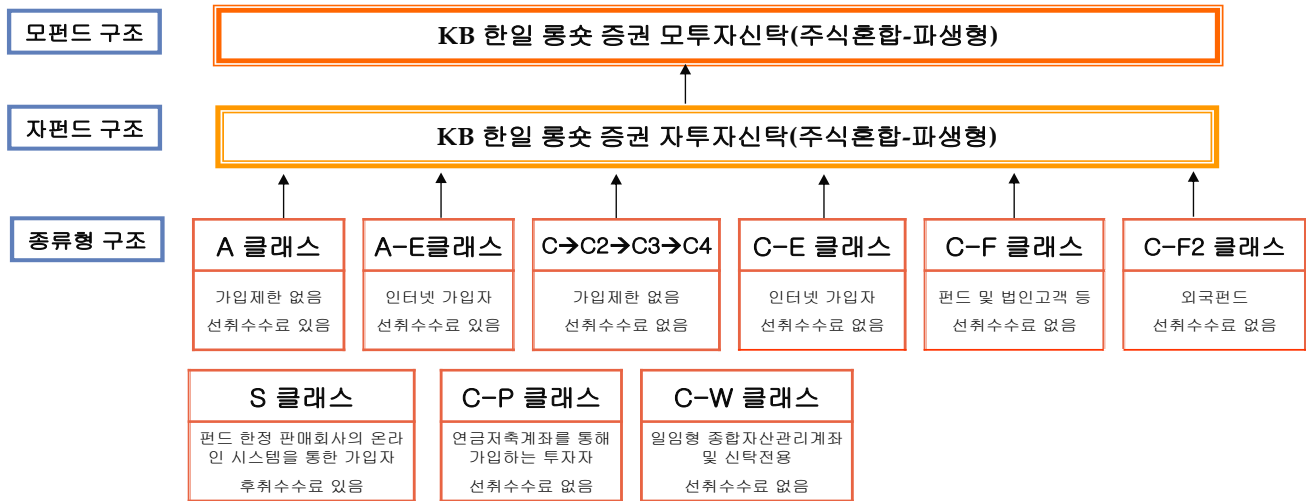 모펀드 구조
KB 한일 롱숏 증권 모투자신탁(주식혼합-파생형)
자펀드 구조
KB 한일 롱숏 증권 자투자신탁(주식혼합-파생형)
종류형 구조
A 클래스
가입제한 없음
선취수수료 있음
A-E클래스
인터넷 가입자
선취수수료 있음
C→C2→C3→C4
가입제한 없음
선취수수료 없음
C-E 클래스
인터넷 가입자
선취수수료 없음
C-F 클래스
펀드 및 법인고객 등
선취수수료 없음
C-F2 클래스
외국펀드
선취수수료 없음
S 클래스
펀드 한정 판매회사의 온라
인 시스템을 통한 가입자
후취수수료 있음
C-P 클래스
연금저축계좌를 통해
가입하는 투자자
선취수수료 없음
C-W 클래스
일임형 종합자산관리계좌
및 신탁전용
선취수수료 없음